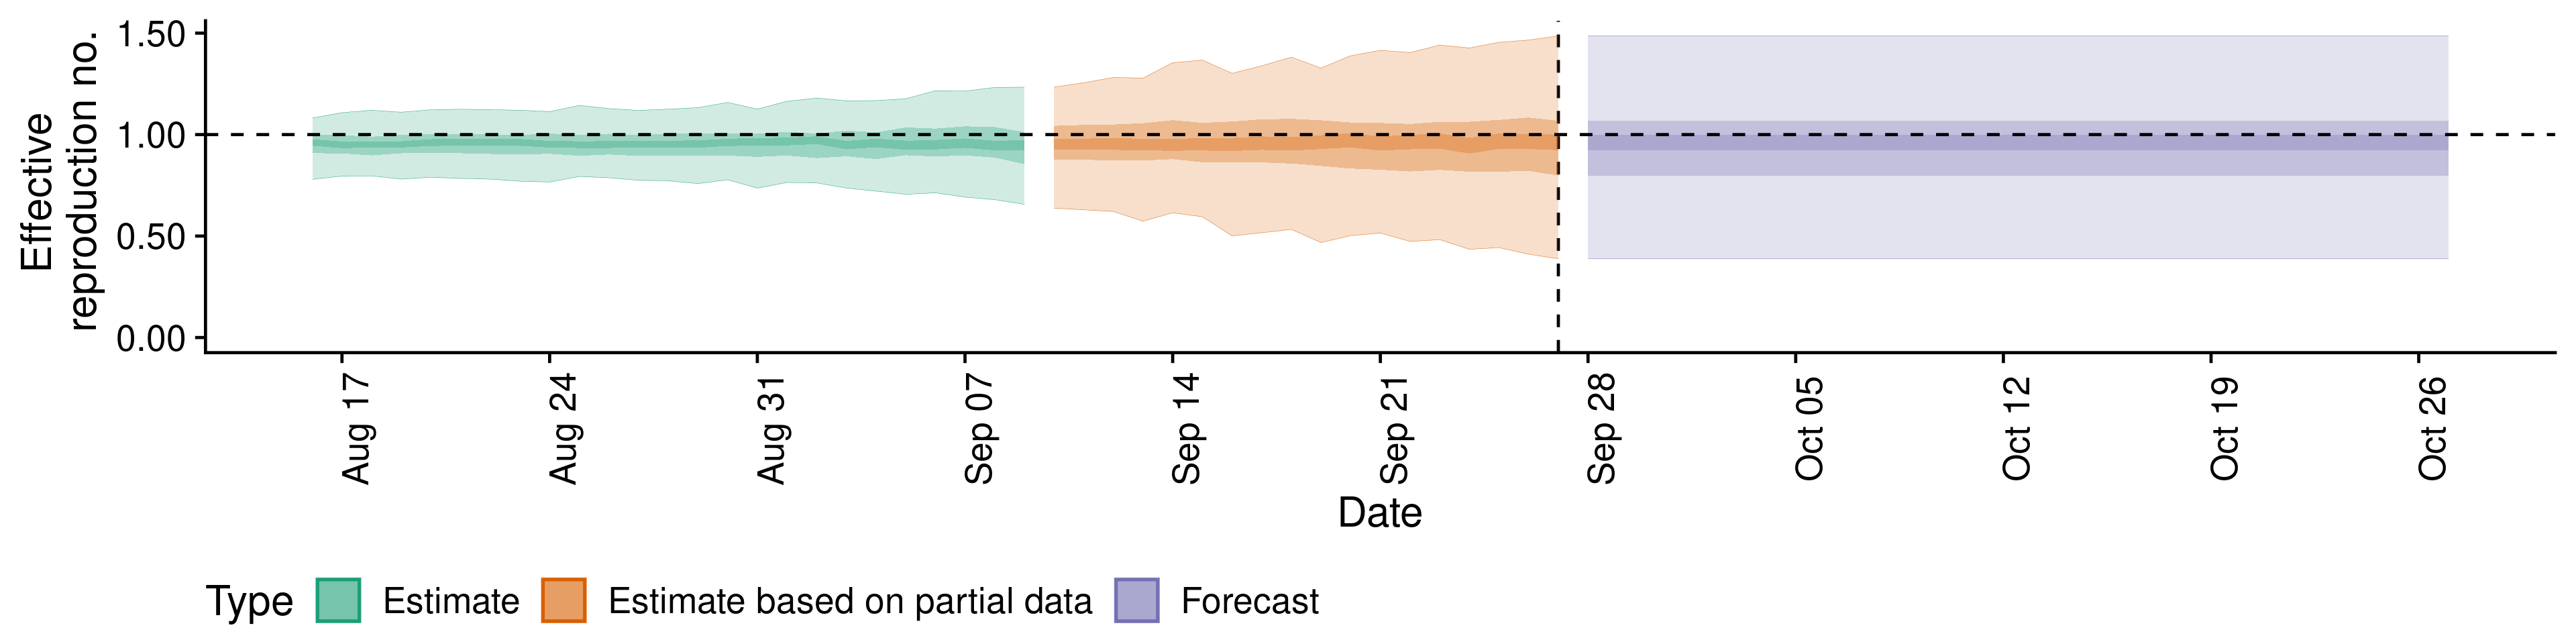 Effective
reproduction no.
1.50
1.00
0.50
0.00
Aug 17
Aug 24
Aug 31
Sep 07
Sep 14
Sep 21
Sep 28
Oct 05
Oct 12
Oct 19
Oct 26
Date
Type Estimate Estimate based on partial data Forecast